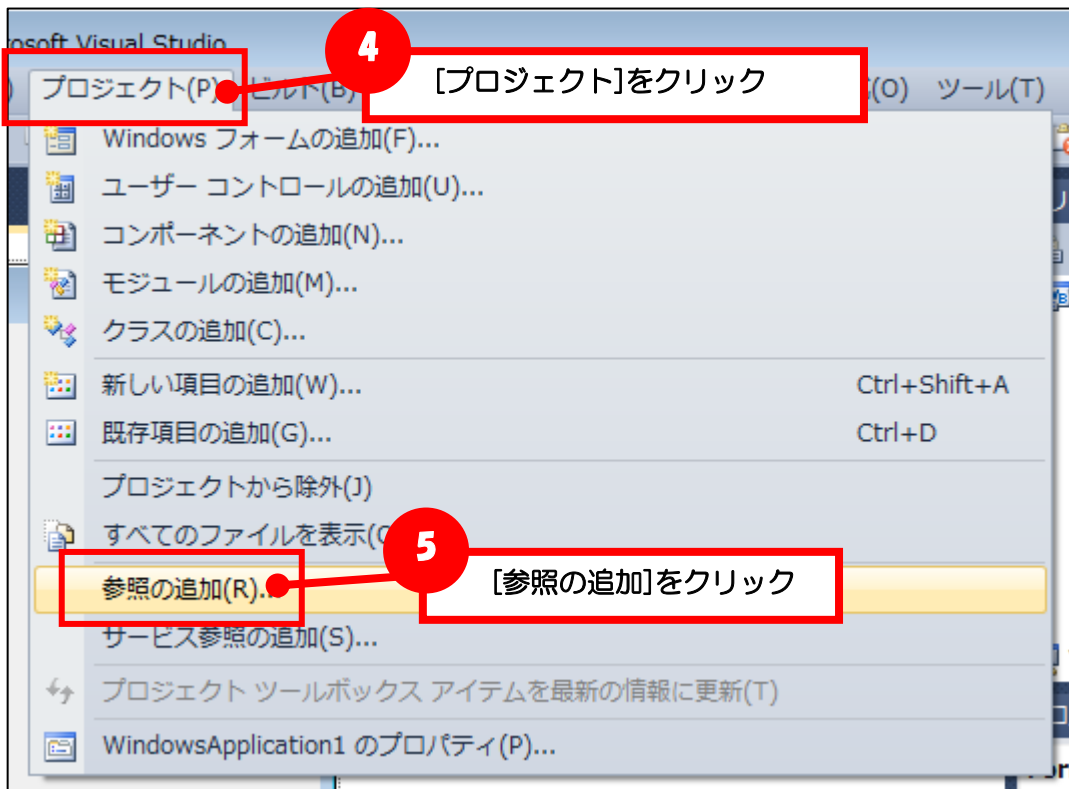 osoft Visual Studio
4
[プロジェクト]をクリック
プロジェクト(P) ビルド(B) (O) ツール(T)
Windows フォームの追加(F)...
ユーザー コントロールの追加(U)...
コンポーネントの追加(N)...
モジュールの追加(M)...
クラスの追加(C)...
新しい項目の追加(W)... Ctrl+Shift+A
既存項目の追加(G)... Ctrl+D
プロジェクトから除外(J)
すべてのファイルを表示(
5
参照の追加(R)...
[参照の追加]をクリック
サービス参照の追加(S)...
プロジェクト ツールボックス アイテムを最新の情報に更新(T)
WindowsApplication1 のプロパティ(P)...